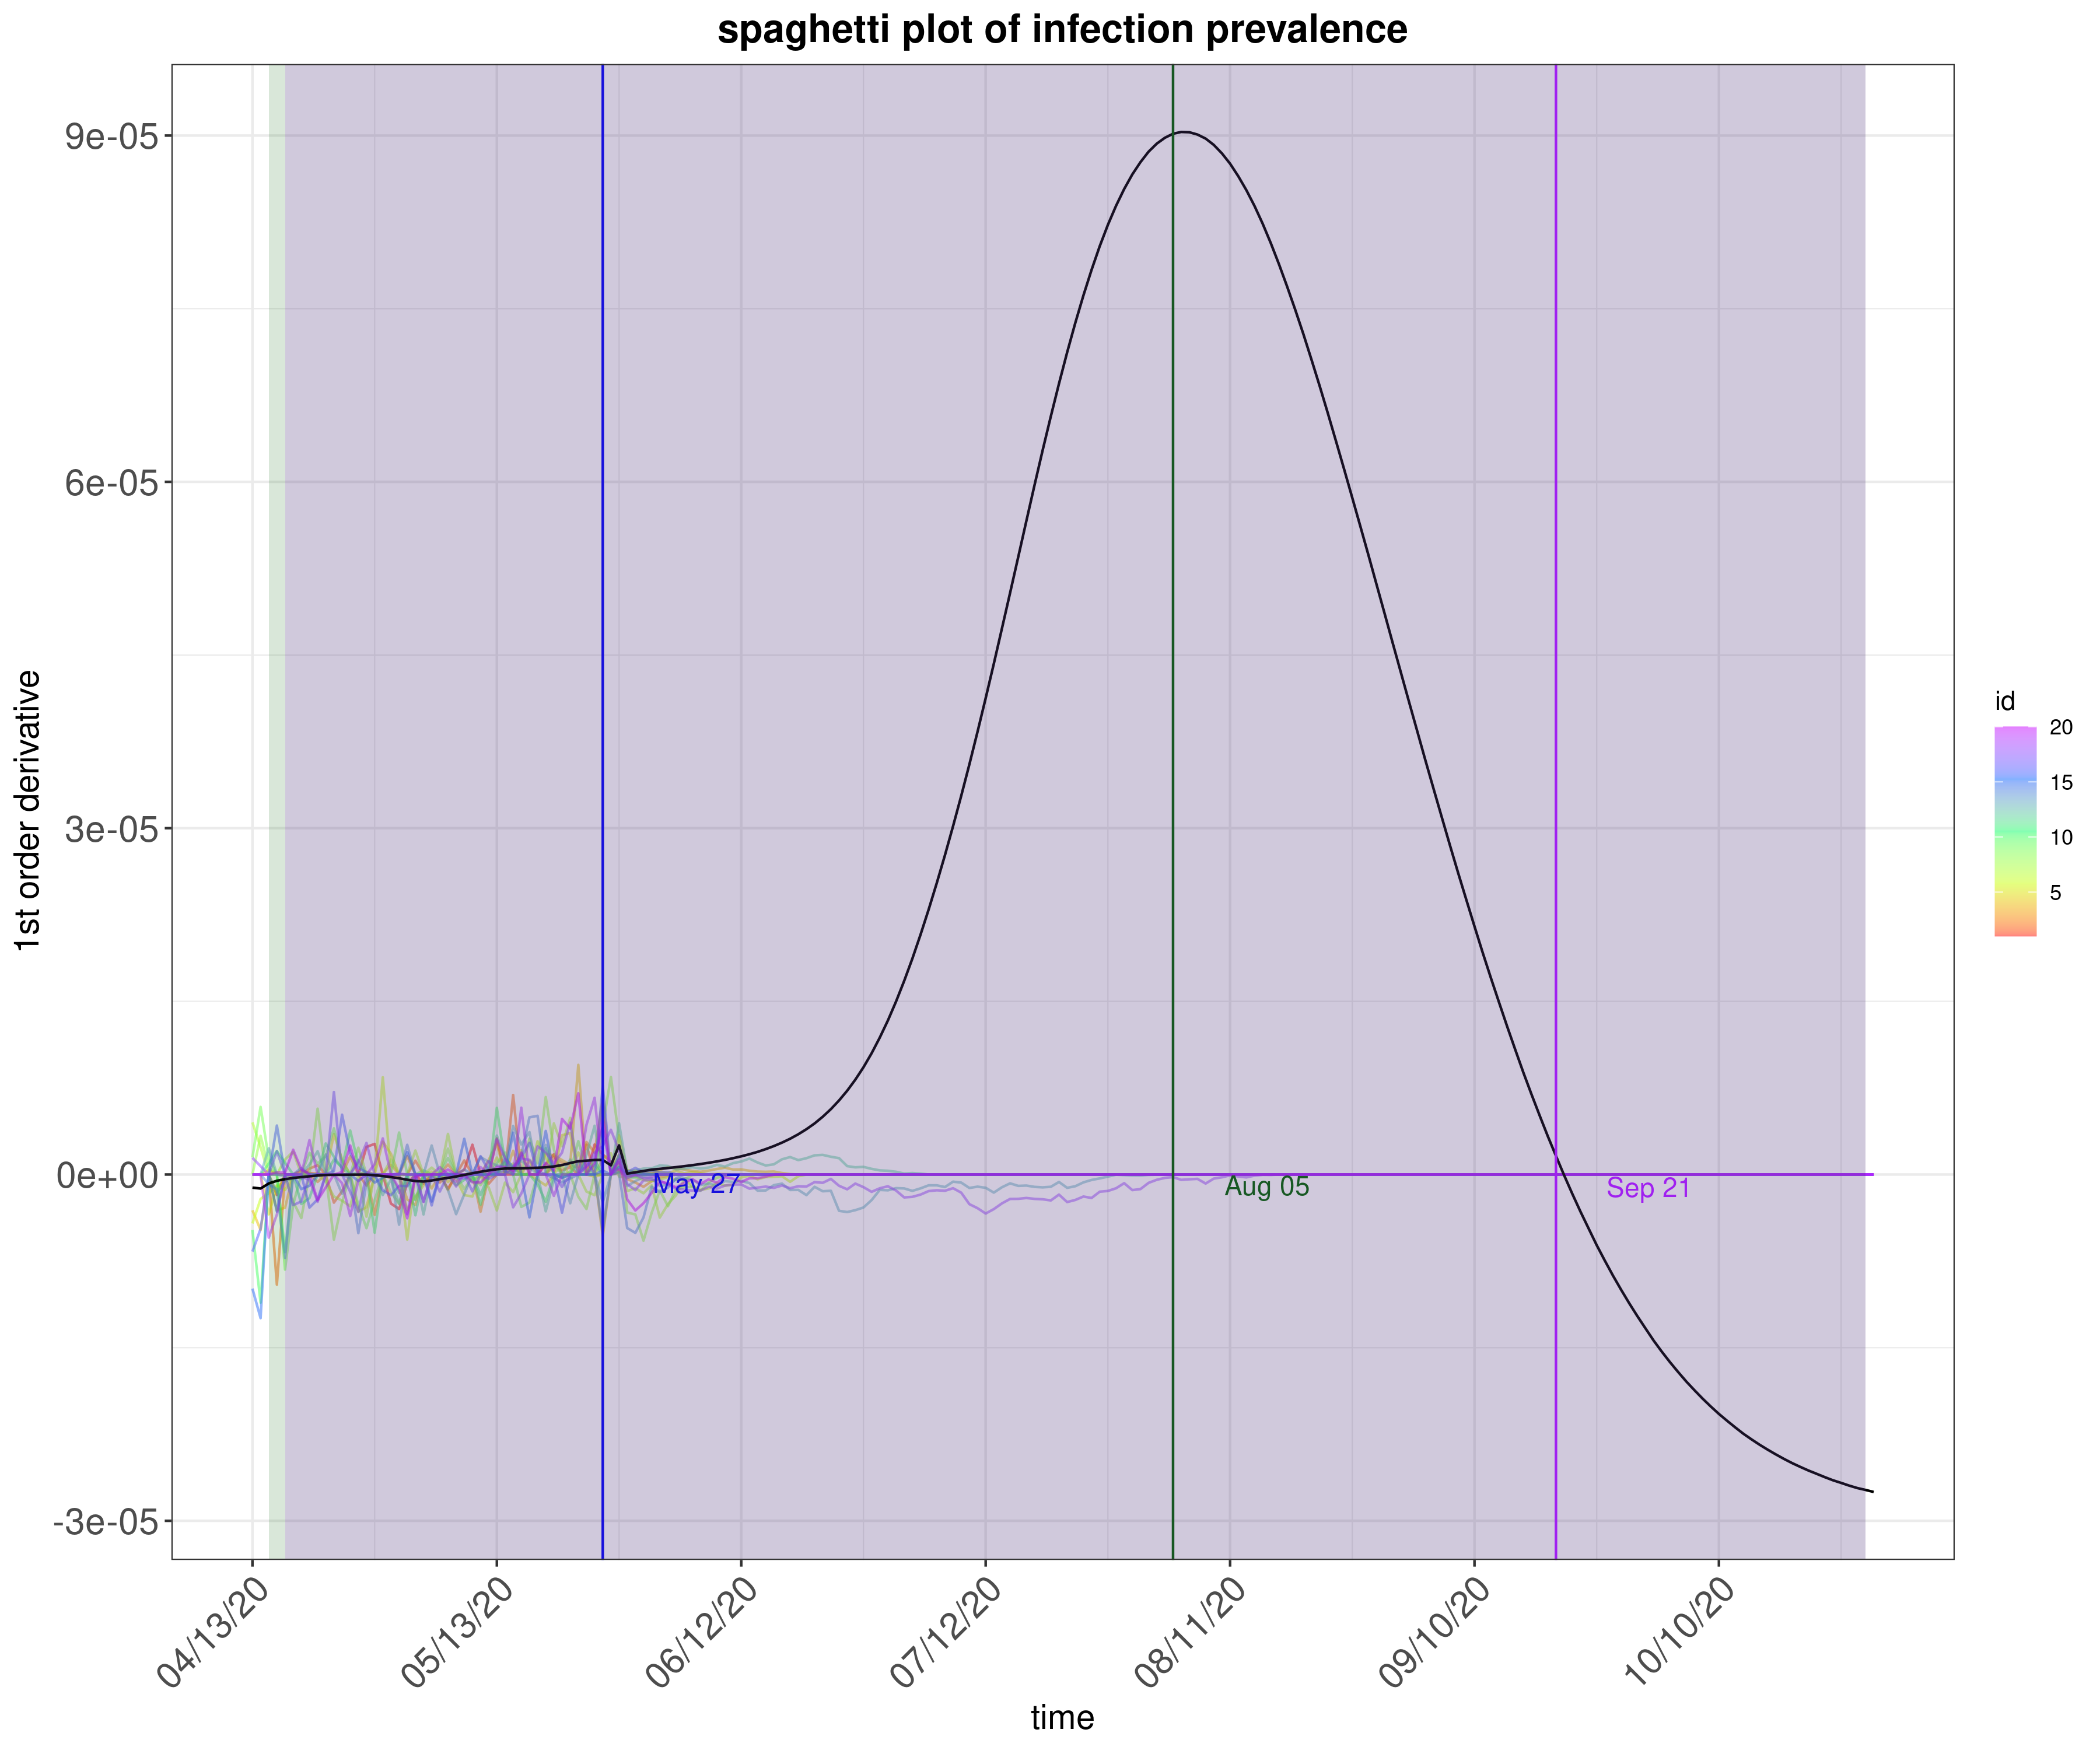 spaghetti plot of infection prevalence
1st order derivative
9e-05
6e-05
3e-05
0e+00
-3e-05
May 27
Aug 05
Sep 21
04/13/20
05/13/20
06/12/20
07/12/20
08/11/20
09/10/20
10/10/20
time
id
20
15
10
5